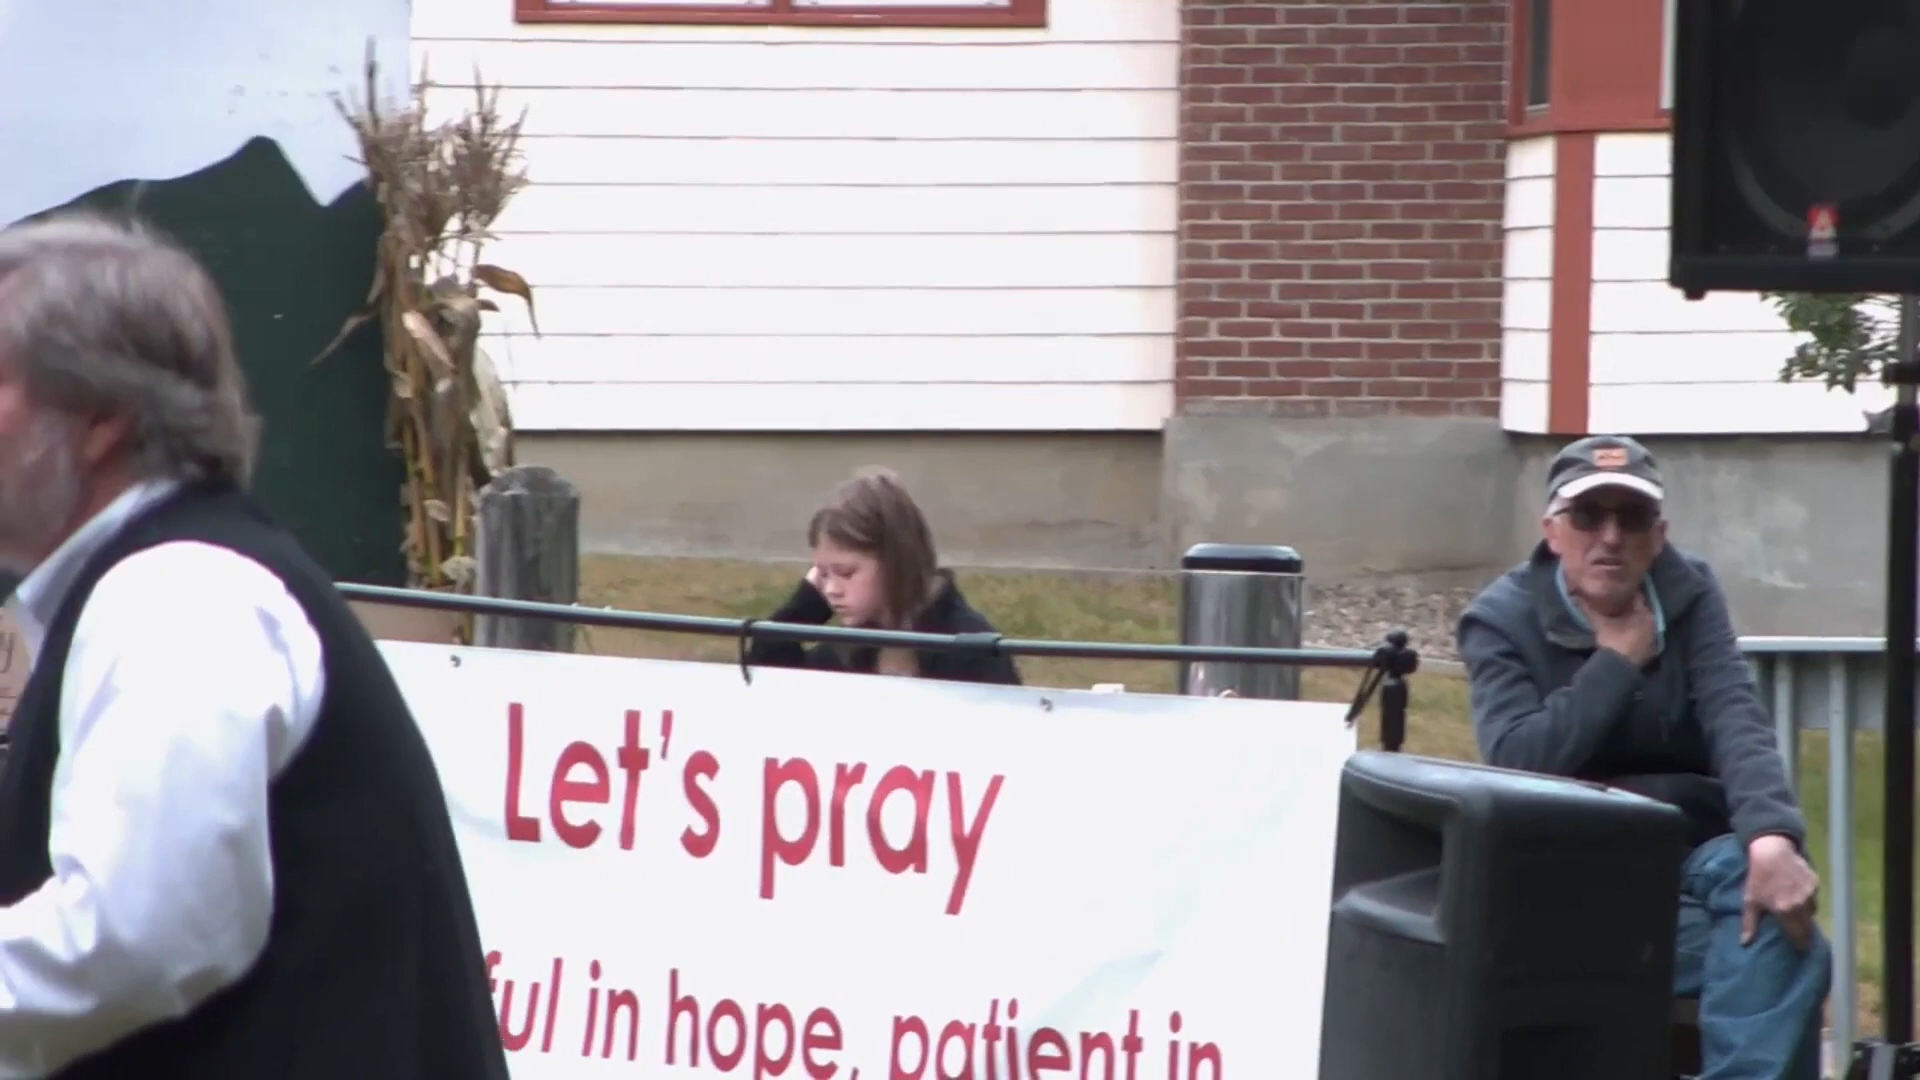 Let's pray
ful in hope, patient in